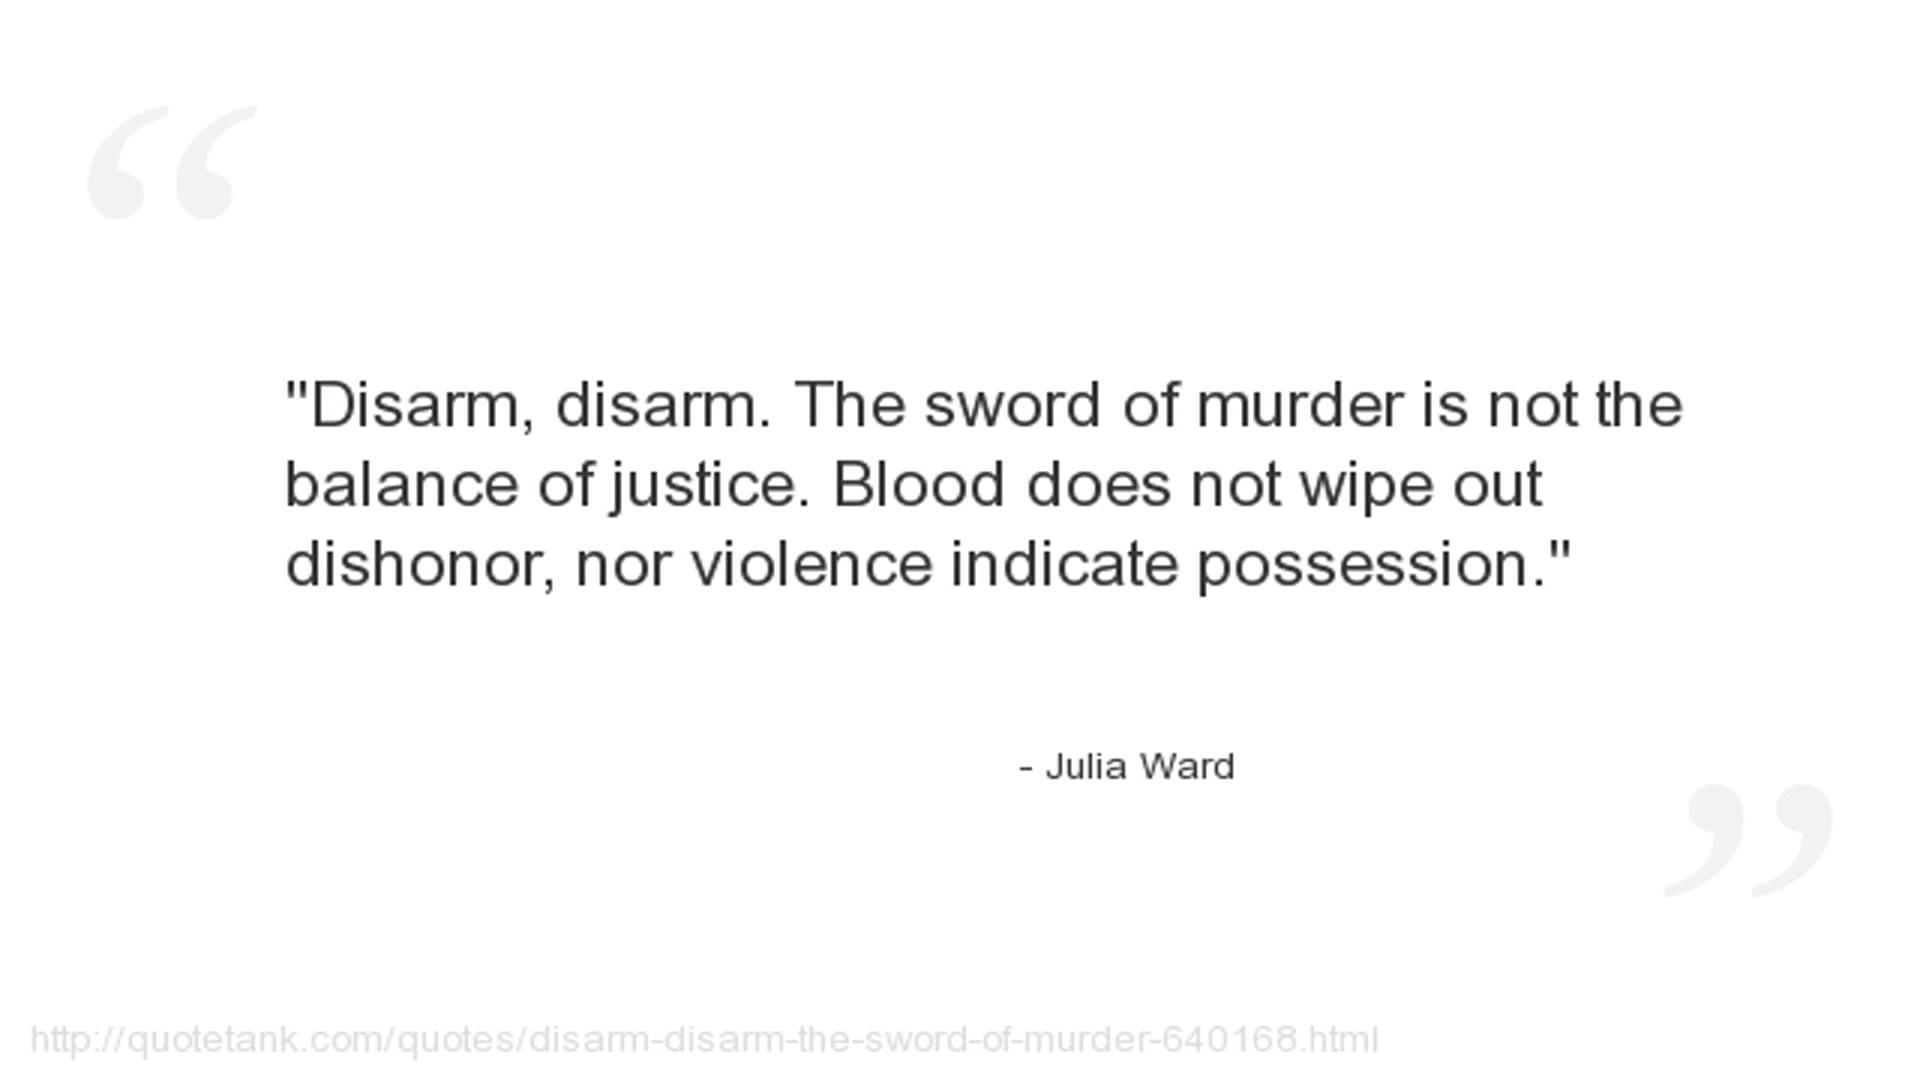 "Disarm, disarm. The sword of murder is not the
balance of justice. Blood does not wipe out
dishonor, nor violence indicate possession."
- Julia Ward
http://quotetank.com/quotes/disarm-disarm-the-sword-of-murder-640168.html